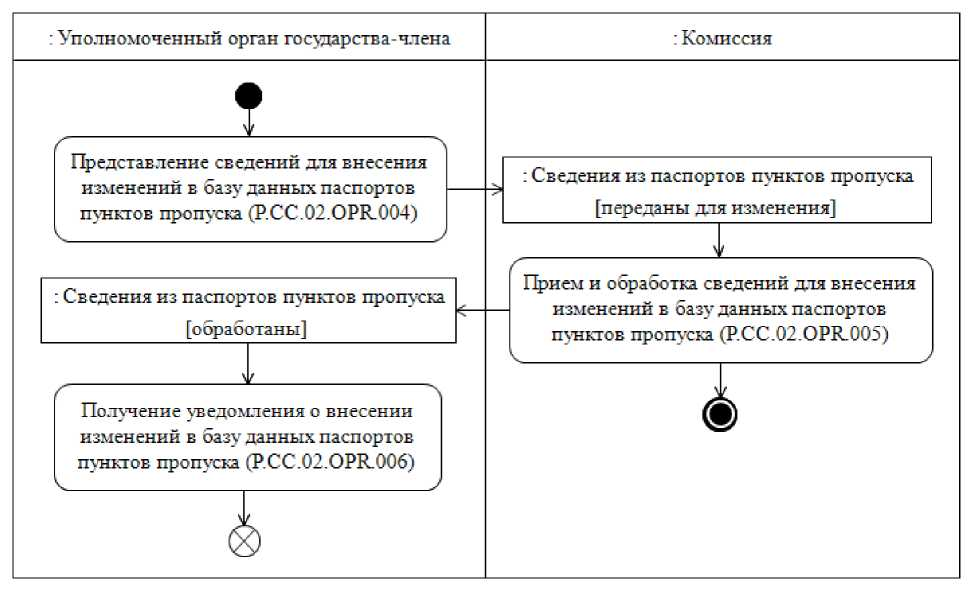 : Уполномоченный орган государства-члена
: Комиссия
Представление сведений для внесения
изменений в базу данных паспортов
пунктов пропуска (P.CC.02.OPR.004)
: Сведения из паспортов пунктов пропуска
[переданы для изменения]
Прием и обработка сведений для внесения
изменений в базу данных паспортов
пунктов пропуска (P.CC.02.OPR.005)
: Сведения из паспортов пунктов пропуска
[обработаны]
Получение уведомления о внесении
изменений в базу данных паспортов
пунктов пропуска (P.CC.02.OPR.006)